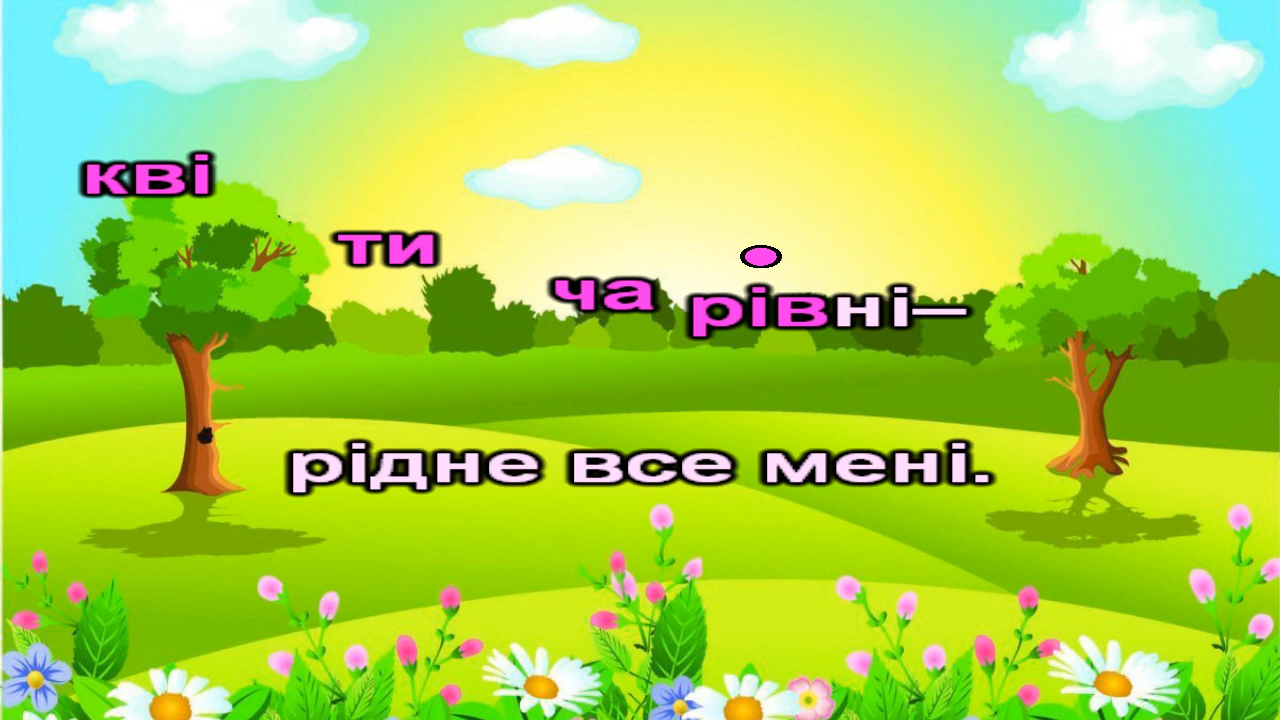 кві ти ча рівні–
рідне все мені.